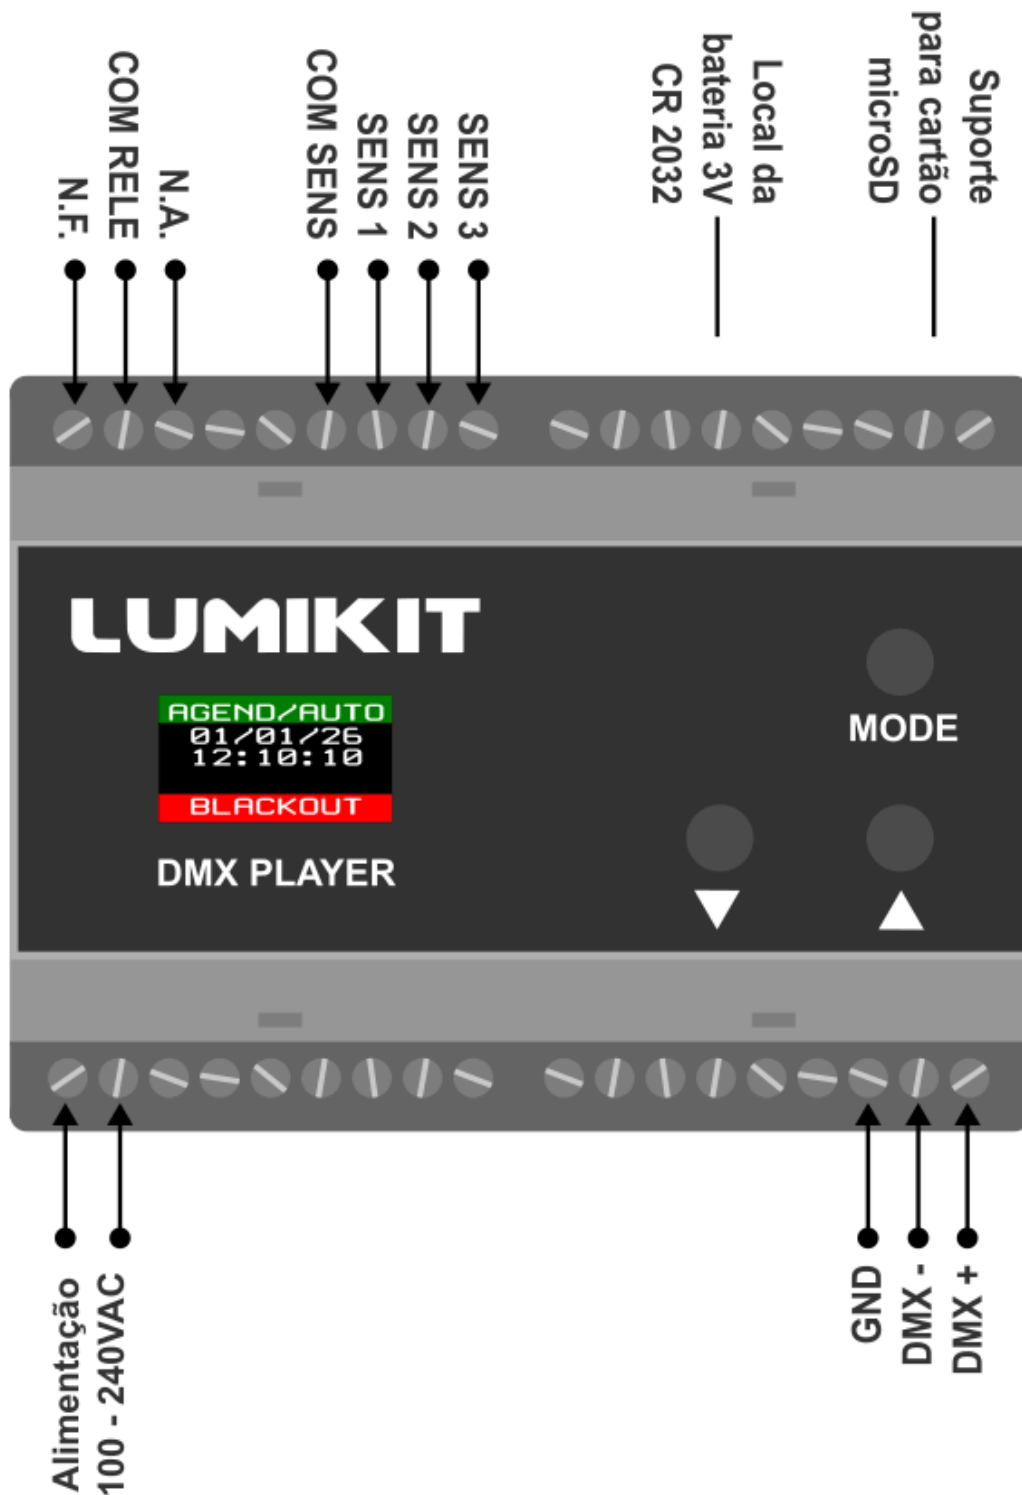 N.F.
COM RELE
N.A.
COM SENS
SENS 1
SENS 2
SENS 3
Local da
bateria 3V
CR 2032
Suporte
para cartão
microSD
LUMIKIT
AGEND/AUTO
01/01/26
12:10:10
BLACKOUT
DMX PLAYER
MODE
Alimentação
100 - 240VAC
GND
DMX -
DMX +